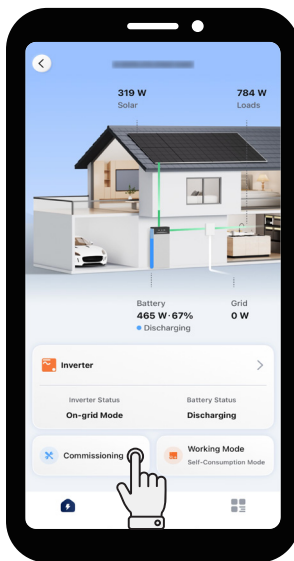 319 W
784 W
Solar
Loads
Battery
Grid
465 W·67%
0 W
Discharging
Inverter
Inverter Status
Battery Status
On-grid Mode
Discharging
Commissioning
Working Mode
Self-Consumption Mode